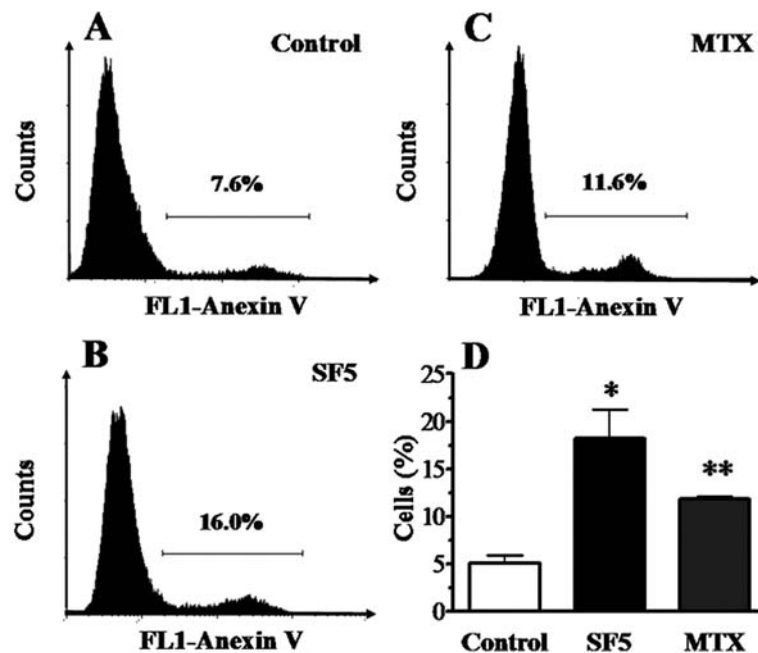 A
Control
Counts
7.6%
FL1-Anexin V
C
MTX
Counts
11.6%
FL1-Anexin V
B
SF5
Counts
16.0%
FL1-Anexin V
D
Cells (%)
25
20
15
10
5
0
*
**
Control SF5 MTX